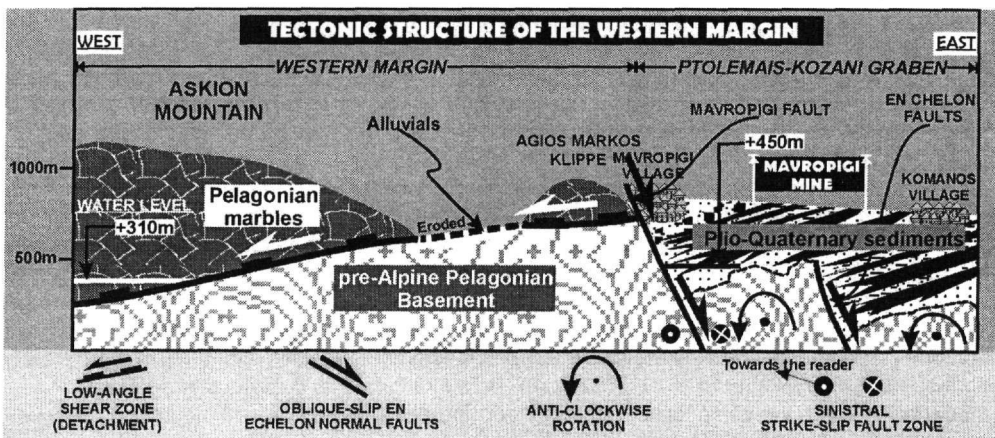 TECTONIC STRUCTURE OF THE WESTERN MARGIN
WEST
EAST
WESTERN MARGIN
PTOLEMAIS-KOZANI GRABEN
ASKION
MOUNTAIN
Alluvials
MAVROPIGI FAULT
EN CHELON
FAULTS
AGIOS MARKOS
KLIPPE
MAVROPIGI
VILLAGE
+450m
MAVROPIGI
MINE
KOMANOS
VILLAGE
1000m
500m
WATER LEVEL
+310m
Pelagonian
marbles
Eroded
Plio-Quaternary sediments
pre-Alpine Pelagonian
Basement
LOW-ANGLE
SHEAR ZONE
(DETACHMENT)
OBLIQUE-SLIP EN
ECHELON NORMAL FAULTS
ANTI-CLOCKWISE
ROTATION
Towards the reader
SINISTRAL
STRIKE-SLIP FAULT ZONE